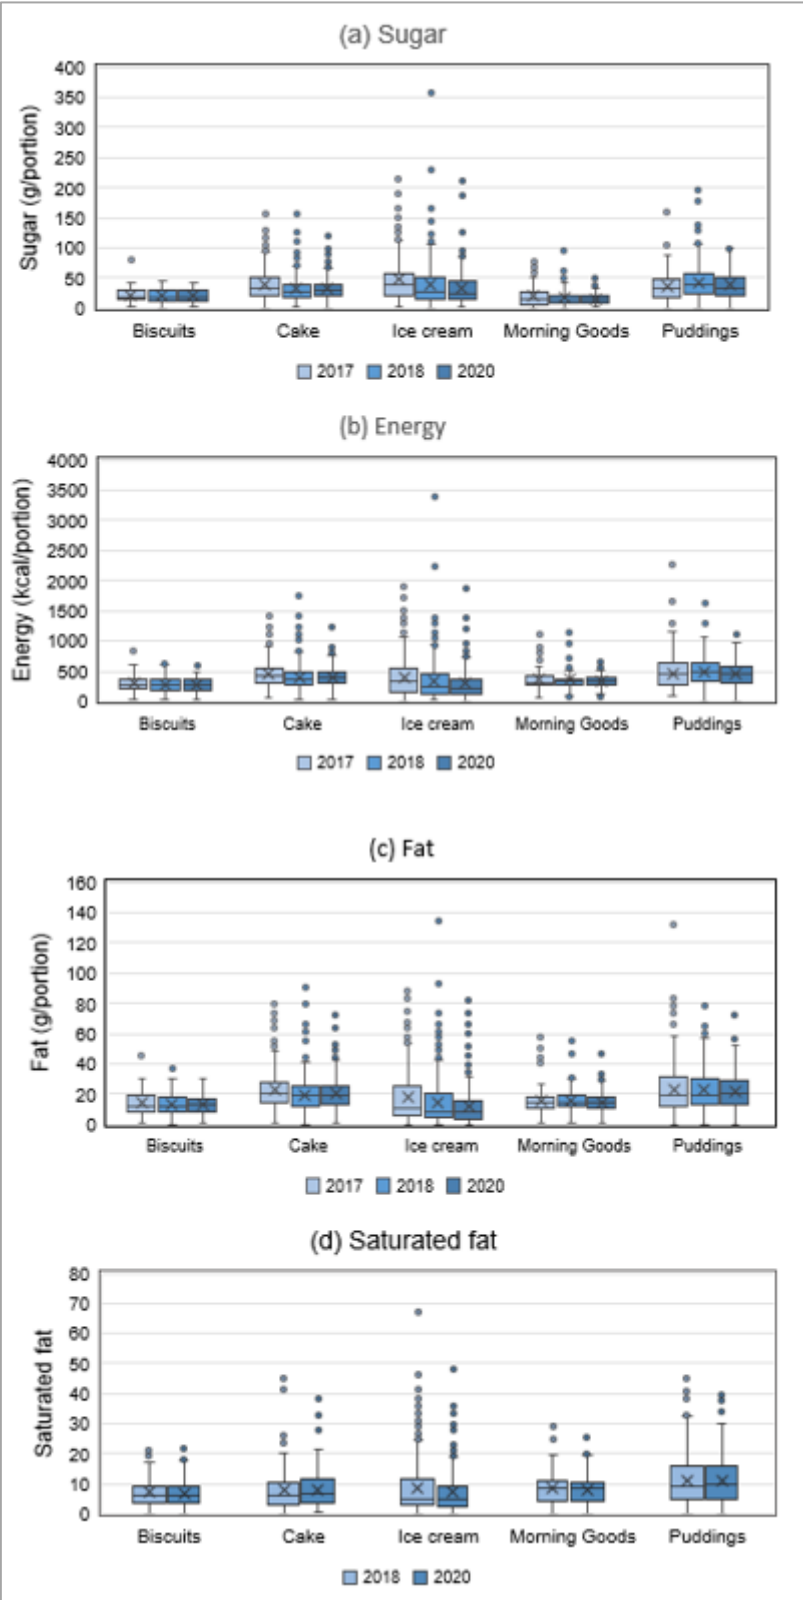 (a) Sugar
Sugar (g/portion)
400
350
300
250
200
150
100
50
0
Biscuits Cake Ice cream Morning Goods Puddings
2017 2018 2020
(b) Energy
Energy (kcal/portion)
4000
3500
3000
2500
2000
1500
1000
500
0
Biscuits Cake Ice cream Morning Goods Puddings
2017 2018 2020
(c) Fat
Fat (g/portion)
160
140
120
100
80
60
40
20
0
Biscuits Cake Ice cream Morning Goods Puddings
2017 2018 2020
(d) Saturated fat
Saturated fat
80
70
60
50
40
30
20
10
0
Biscuits Cake Ice cream Morning Goods Puddings
2018 2020